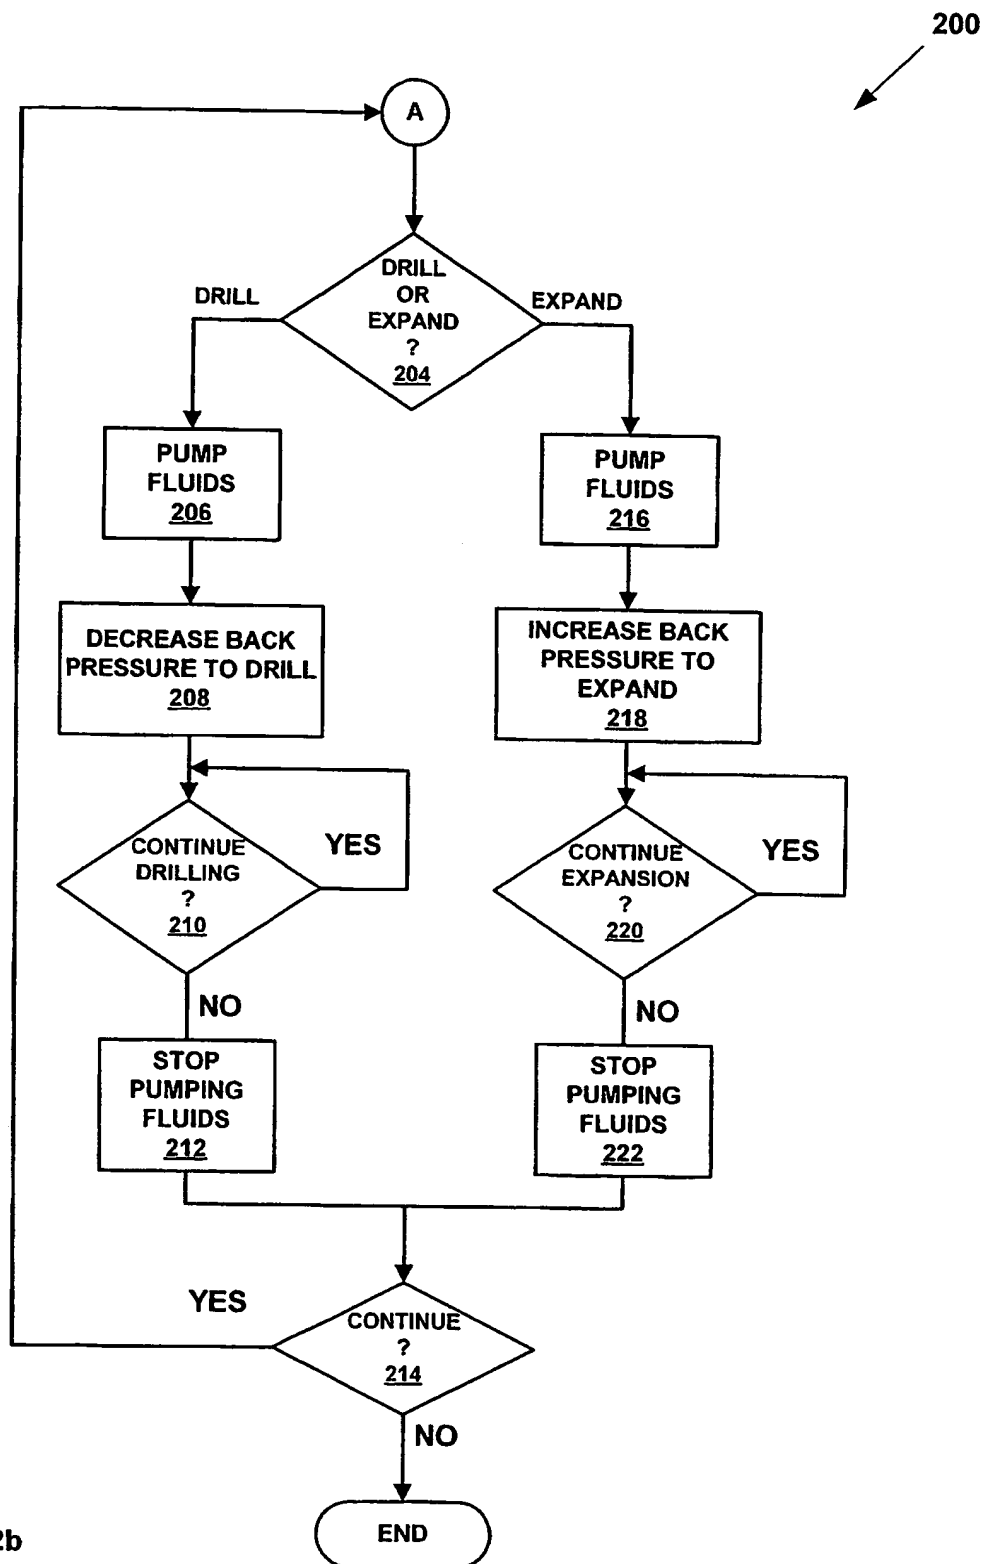 200
A
DRILL
OR
EXPAND
?
204
DRILL
EXPAND
PUMP
FLUIDS
206
PUMP
FLUIDS
216
DECREASE BACK
PRESSURE TO DRILL
208
INCREASE BACK
PRESSURE TO
EXPAND
218
CONTINUE
DRILLING
?
210
YES
CONTINUE
EXPANSION
?
220
YES
NO
NO
STOP
PUMPING
FLUIDS
212
STOP
PUMPING
FLUIDS
222
YES
CONTINUE
?
214
NO
END
2b